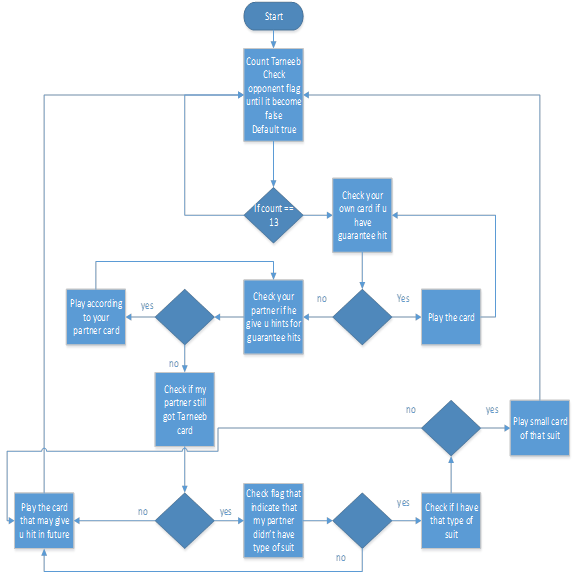 Start
Count Tarneeb
Check
opponent flag
until it become
false
Default true
If count ==
13
Check your
own card if u
have
guarantee hit
Play according
to your
partner card
yes
Check your
partner if he
give u hints for
guarantee hits
no
Yes
Play the card
no
Check if my
partner still
got Tarneeb
card
no
yes
Play small card
of that suit
Play the card
that may give
u hit in future
no
yes
Check flag that
indicate that
my partner
didn't have
type of suit
yes
Check if I have
that type of
suit
no